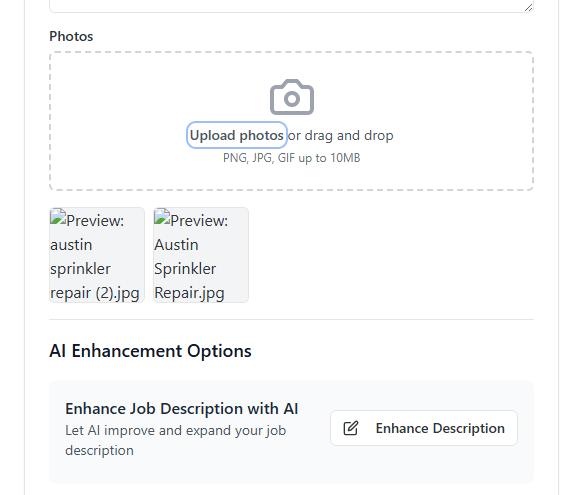 Photos
Upload photos or drag and drop
PNG, JPG, GIF up to 10MB
Preview: austin sprinkler repair (2).jpg
Preview: Austin Sprinkler Repair.jpg
AI Enhancement Options
Enhance Job Description with AI
Let AI improve and expand your job
description
Enhance Description